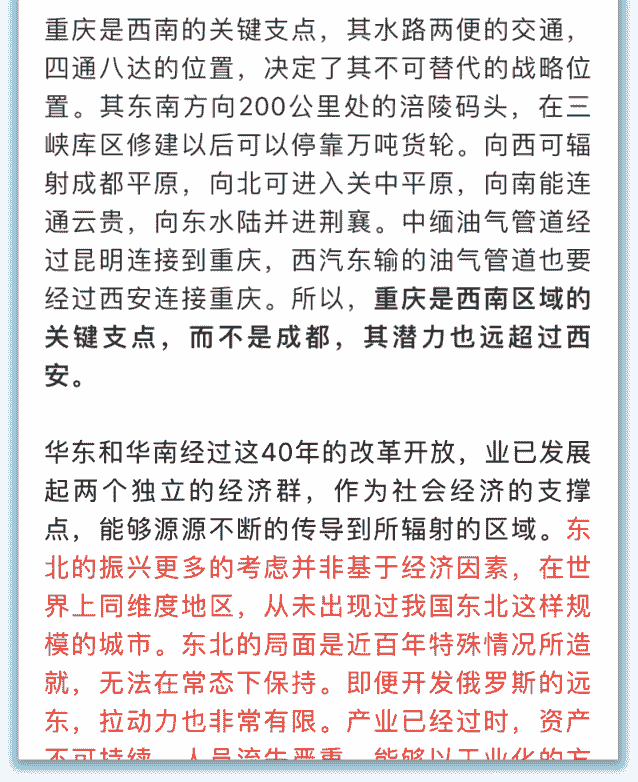 重庆是西南的关键支点，其水路两便的交通，
四通八达的位置，决定了其不可替代的战略位
置。其东南方向200公里处的涪陵码头，在三
峡库区修建以后可以停靠万吨货轮。向西可辐
射成都平原，向北可进入关中平原，向南能连
通云贵，向东水陆并进荆襄。中缅油气管道经
过昆明连接到重庆，西汽东输的油气管道也要
经过西安连接重庆。所以，重庆是西南区域的
关键支点，而不是成都，其潜力也远超过西
安。
华东和华南经过这40年的改革开放，业已发展
起两个独立的经济群，作为社会经济的支撑
点，能够源源不断的传导到所辐射的区域。东
北的振兴更多的考虑并非基于经济因素，在世
界上同维度地区，从未出现过我国东北这样规
模的城市。东北的局面是近百年特殊情况所造
就，无法在常态下保持。即便开发俄罗斯的远
东，拉动力也非常有限。产业已经过时，资产
不可持续，人员流失严重，能够以工业化的方